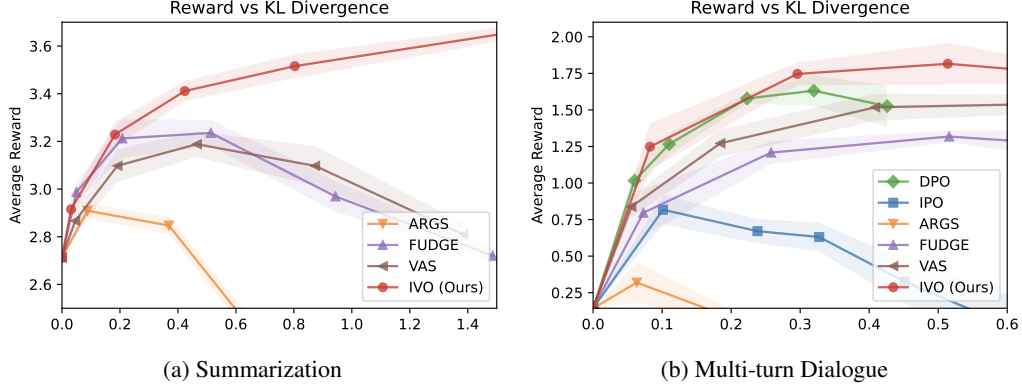 Reward vs KL Divergence
Average Reward
3.6
3.4
3.2
3.0
2.8
2.6
0.0 0.2 0.4 0.6 0.8 1.0 1.2 1.4
ARGS
FUDGE
VAS
IVO (Ours)
(a) Summarization
Reward vs KL Divergence
Average Reward
2.00
1.75
1.50
1.25
1.00
0.75
0.50
0.25
0.0 0.1 0.2 0.3 0.4 0.5 0.6
DPO
IPO
ARGS
FUDGE
VAS
IVO (Ours)
(b) Multi-turn Dialogue